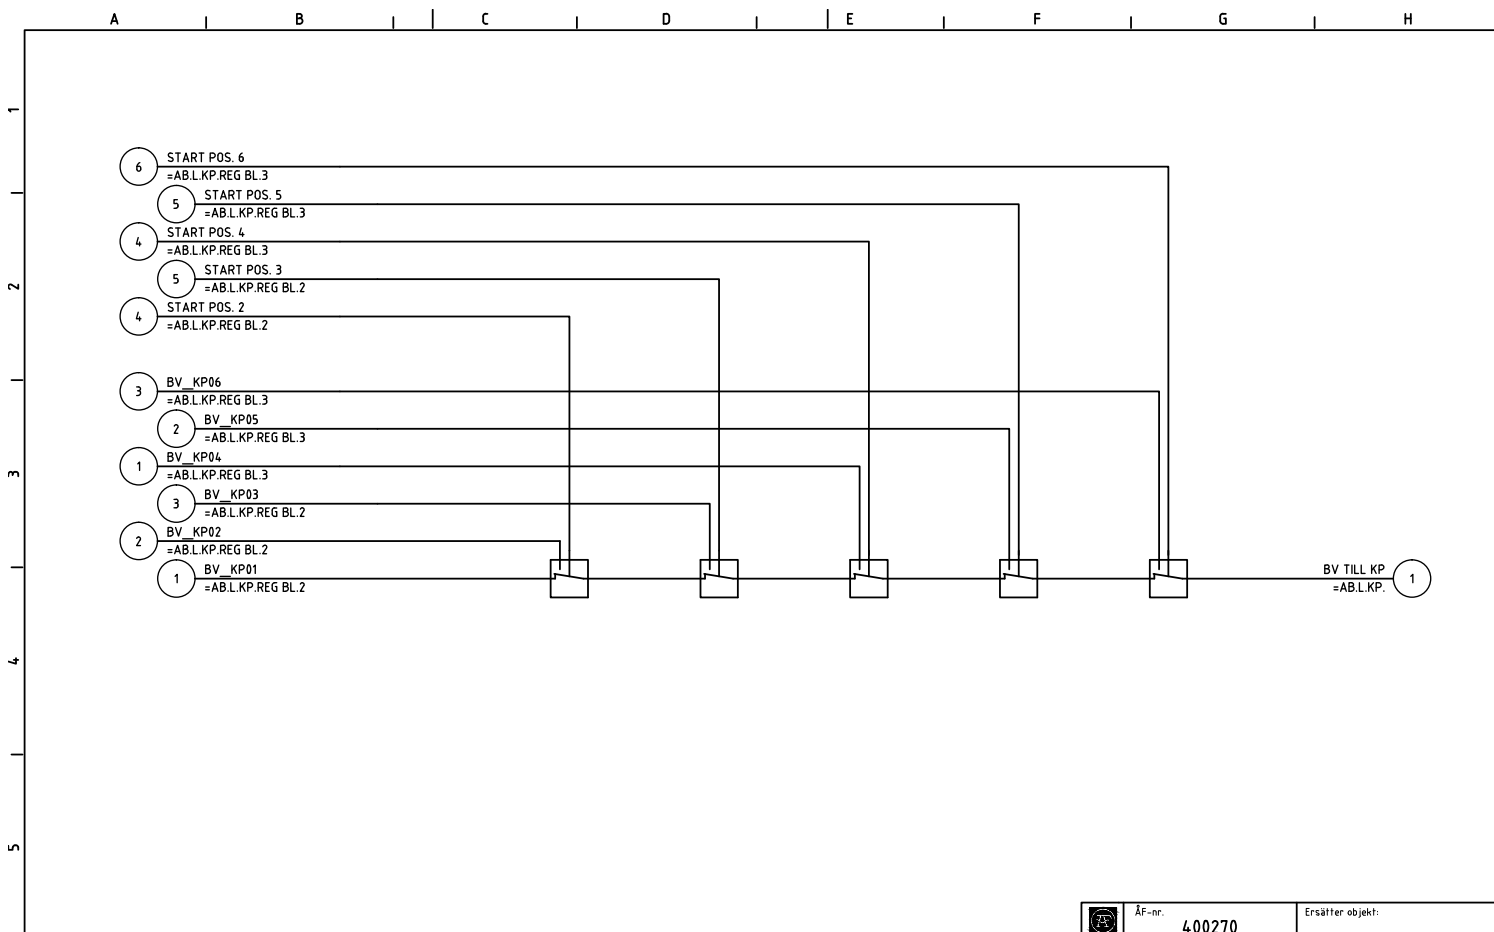 A B C D E F G H
1
6 START POS. 6
=AB.L.KP.REG BL.3
5 START POS. 5
=AB.L.KP.REG BL.3
4 START POS. 4
=AB.L.KP.REG BL.3
2
5 START POS. 3
=AB.L.KP.REG BL.2
4 START POS. 2
=AB.L.KP.REG BL.2
3 BV__KP06
=AB.L.KP.REG BL.3
2 BV__KP05
=AB.L.KP.REG BL.3
1 BV__KP04
=AB.L.KP.REG BL.3
3
3 BV__KP03
=AB.L.KP.REG BL.2
2 BV__KP02
=AB.L.KP.REG BL.2
1 BV__KP01
=AB.L.KP.REG BL.2
BV TILL KP 1
=AB.L.KP.
4
5
ÅF
ÅF-nr.
400270
Ersätter objekt: